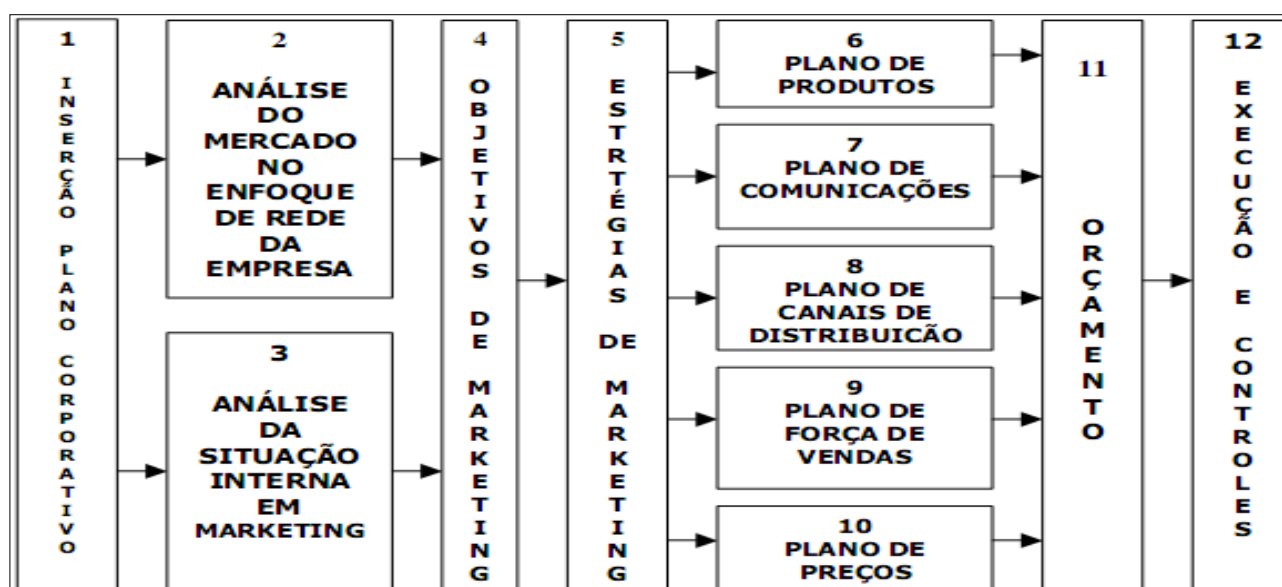 1
INSERÇÃO PLANO CORPORATIVO
2
ANÁLISE
DO
MERCADO
NO
ENFOQUE
DE REDE
DA
EMPRESA
3
ANÁLISE
DA
SITUAÇÃO
INTERNA
EM
MARKETING
4
OBJETIVOS DE MARKETING
5
ESTRTÉGIAS DE MARKETING
6
PLANO DE
PRODUTOS
7
PLANO DE
COMUNICAÇÕES
8
PLANO DE
CANAIS DE
DISTRIBUICÃO
9
PLANO DE
FORÇA DE
VENDAS
10
PLANO DE
PREÇOS
11
ORÇAMENTO
12
EXECUÇÃO E CONTROLES